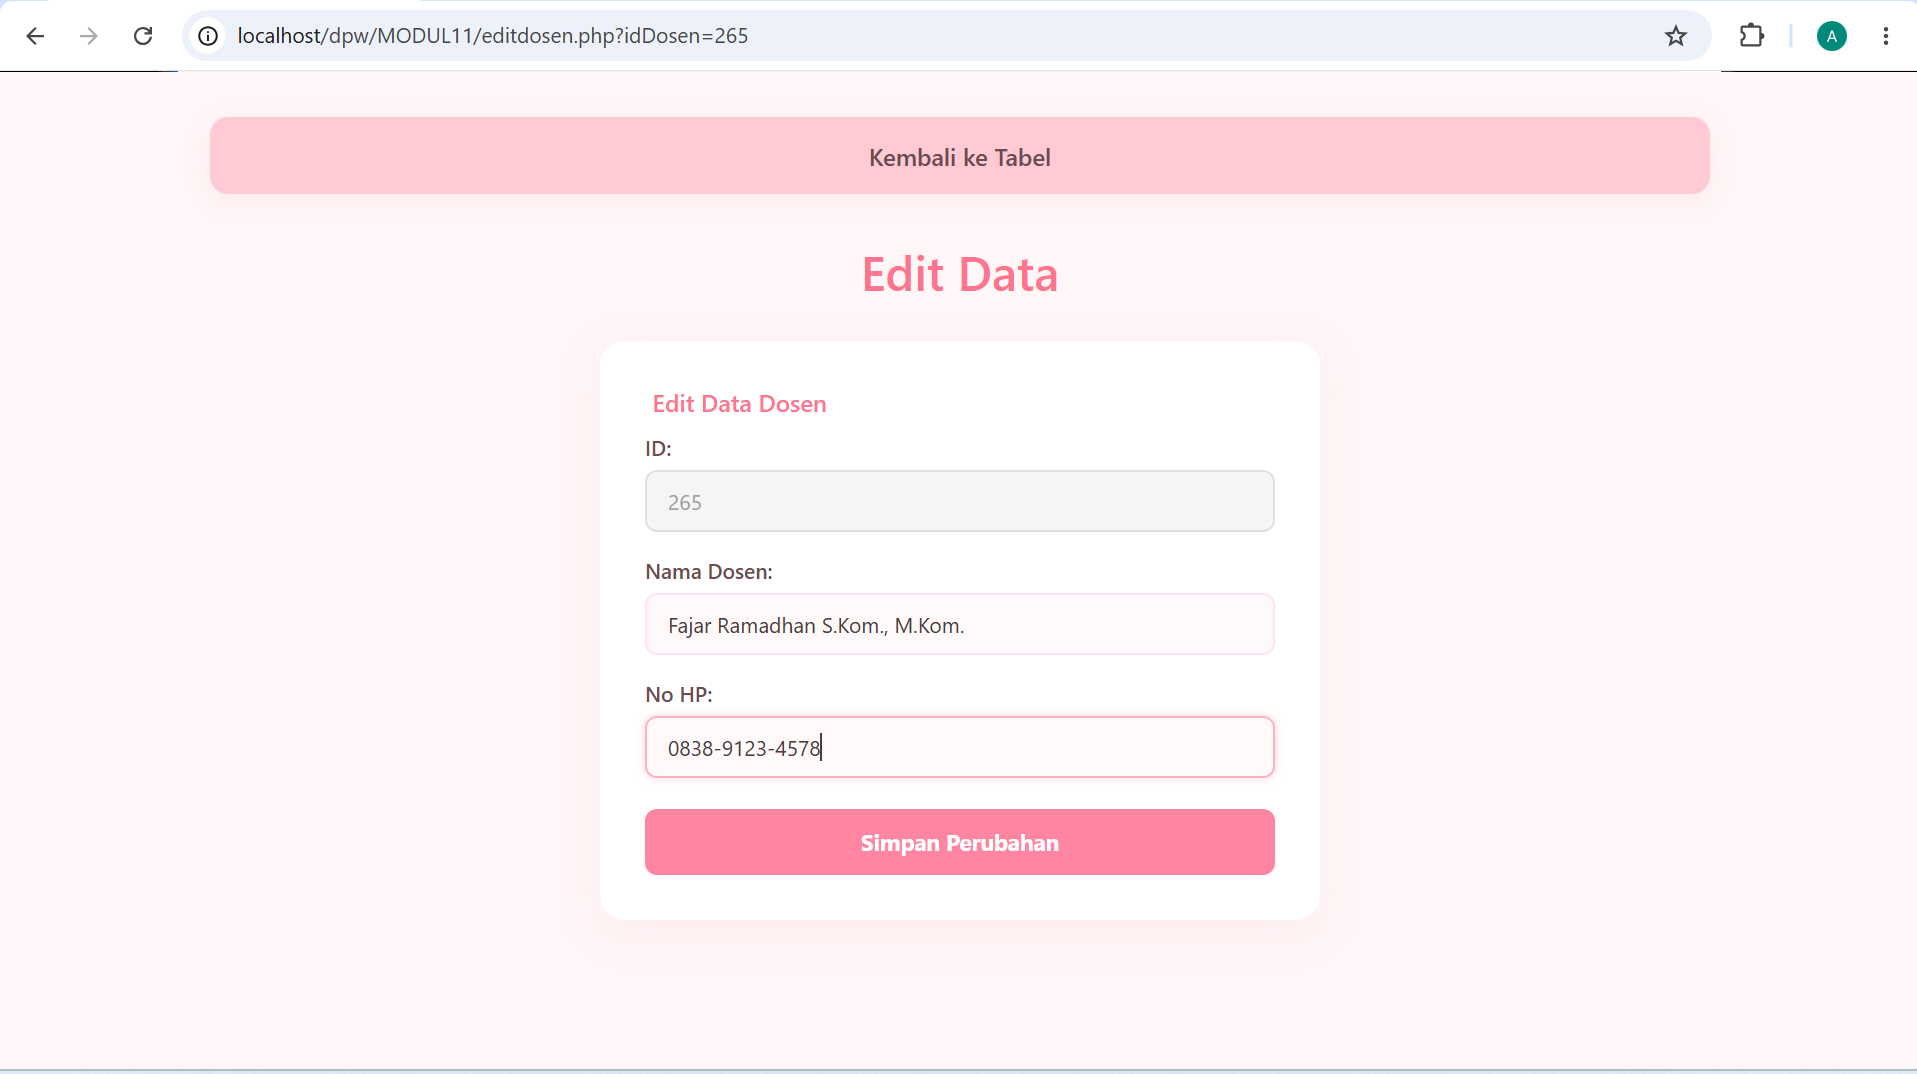 localhost/dpw/MODUL11/editdosen.php?idDosen=265
A
Kembali ke Tabel
Edit Data
Edit Data Dosen
ID:
265
Nama Dosen:
Fajar Ramadhan S.Kom., M.Kom.
No HP:
0838-9123-4578
Simpan Perubahan